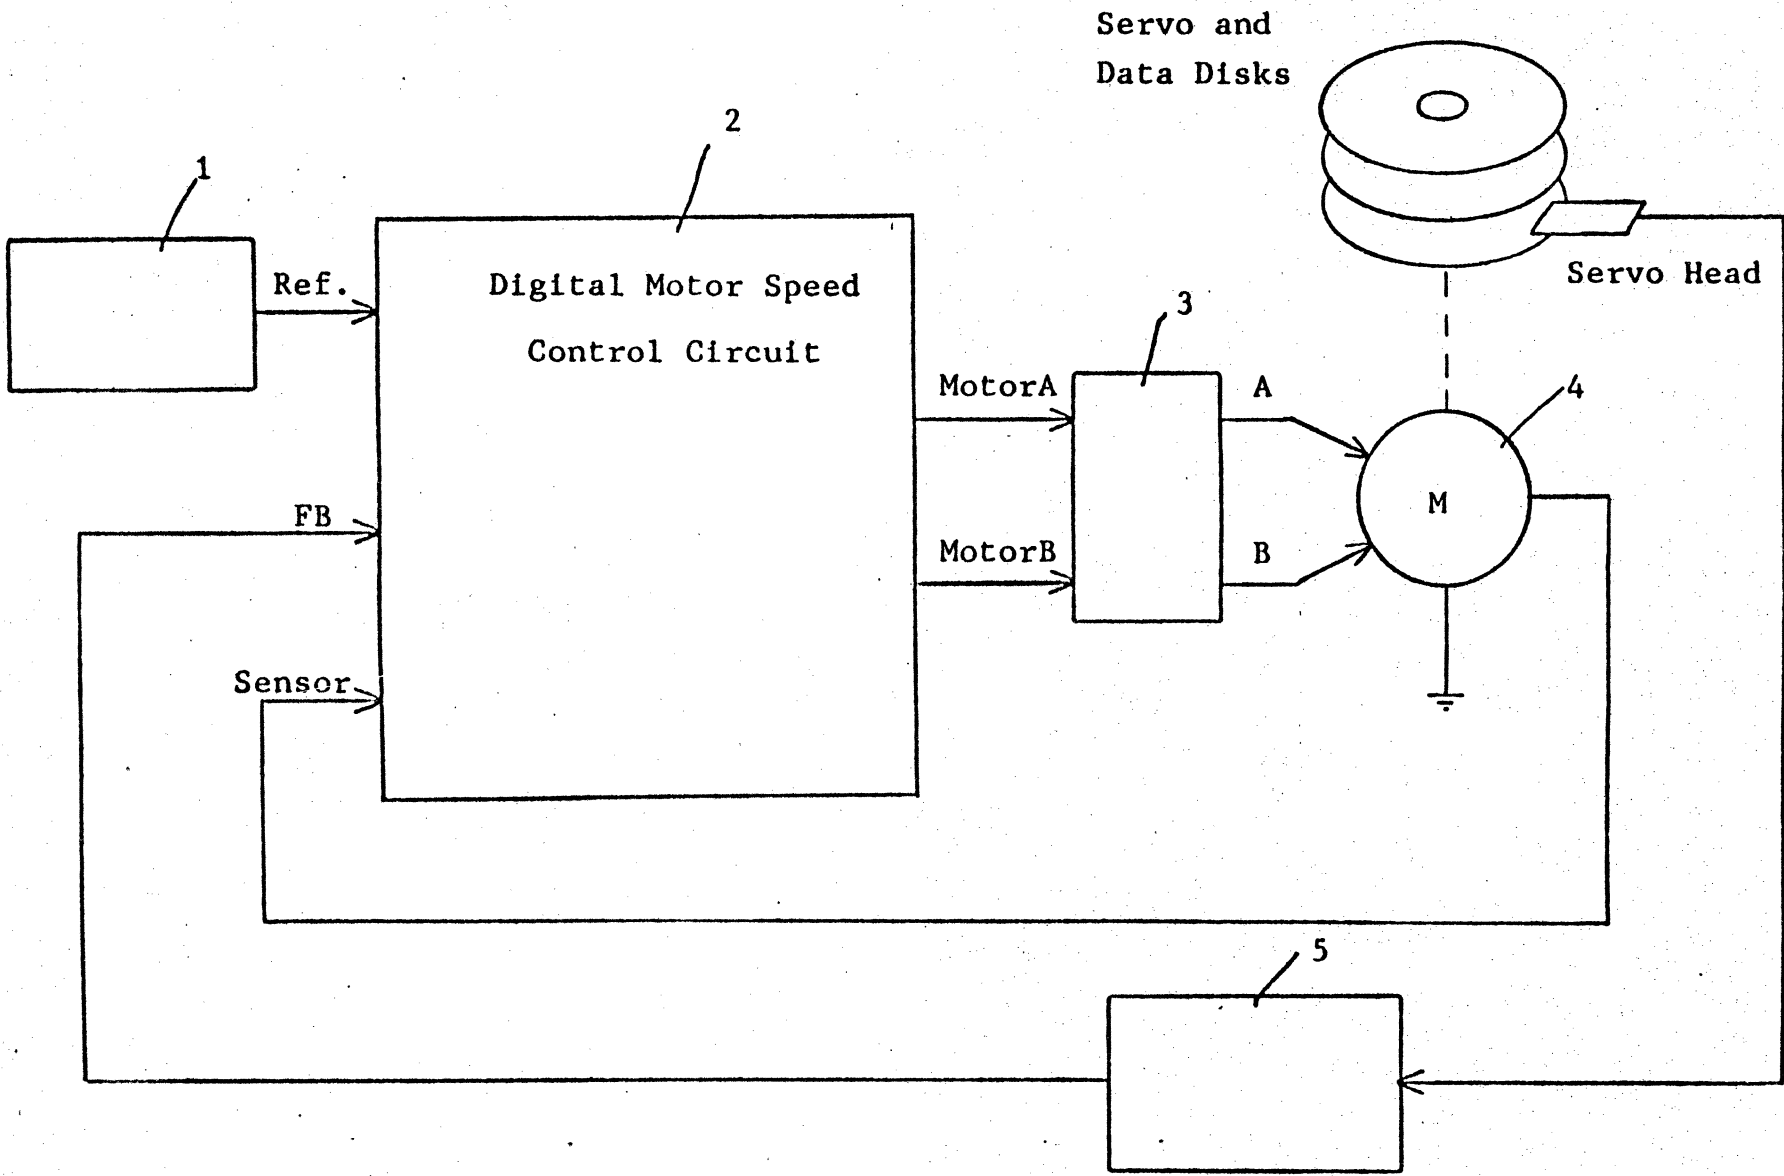 Servo and
Data Disks
2
1
Ref.
Digital Motor Speed
Control Circuit
Servo Head
3
MotorA
A
4
M
FB
MotorB
B
Sensor
5